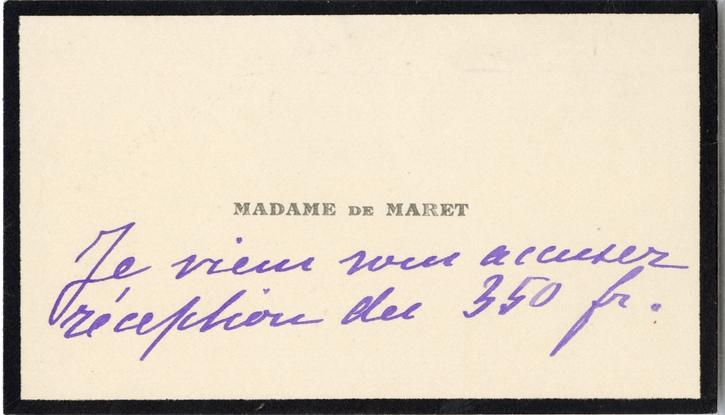 MADAME DE MARET
Je viens vous accuser
réception des 350 fr.